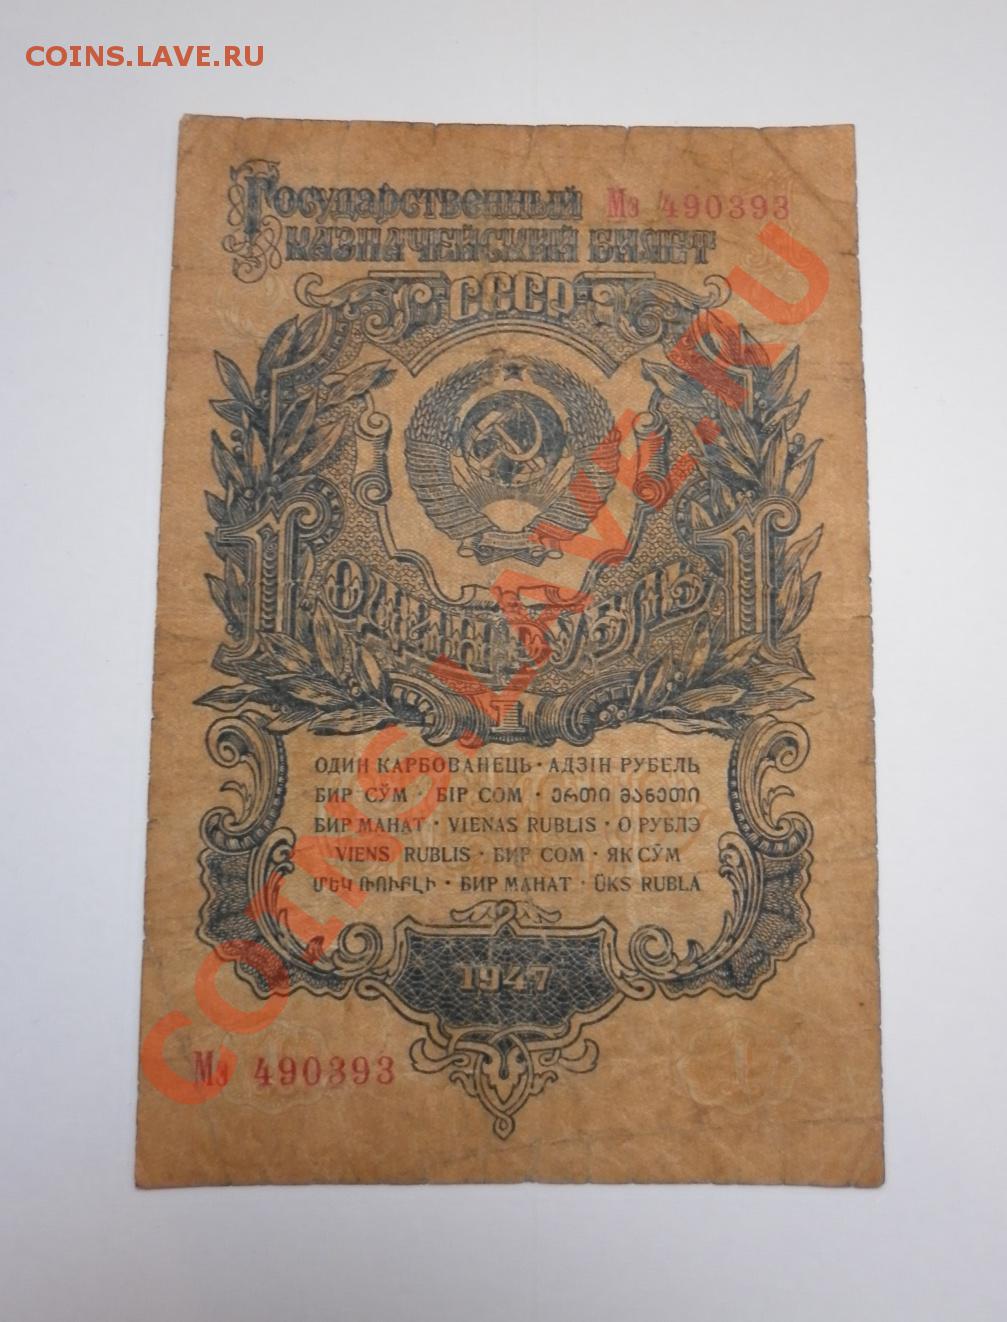 COINS.LAVE.RU
Государственный Мз 490393
казначейский билет
СССР
1 ОДИН РУБЛЬ 1
1
ОДИН КАРБОВАНЕЦЬ · АДЗІН РУБЕЛЬ
БИР СЎМ · БІР СОМ · ერთი მანეთი
БИР МАНАТ · VIENAS RUBLIS · О РУБЛЭ
VIENS RUBLIS · БИР СОМ · ЯК СӮМ
ՄԵԿ ՌՈՒԲԼԻ · БИР МАНАТ · ÜKS RUBLA
1947
Мз 490393
1
COINS.LAVE.RU